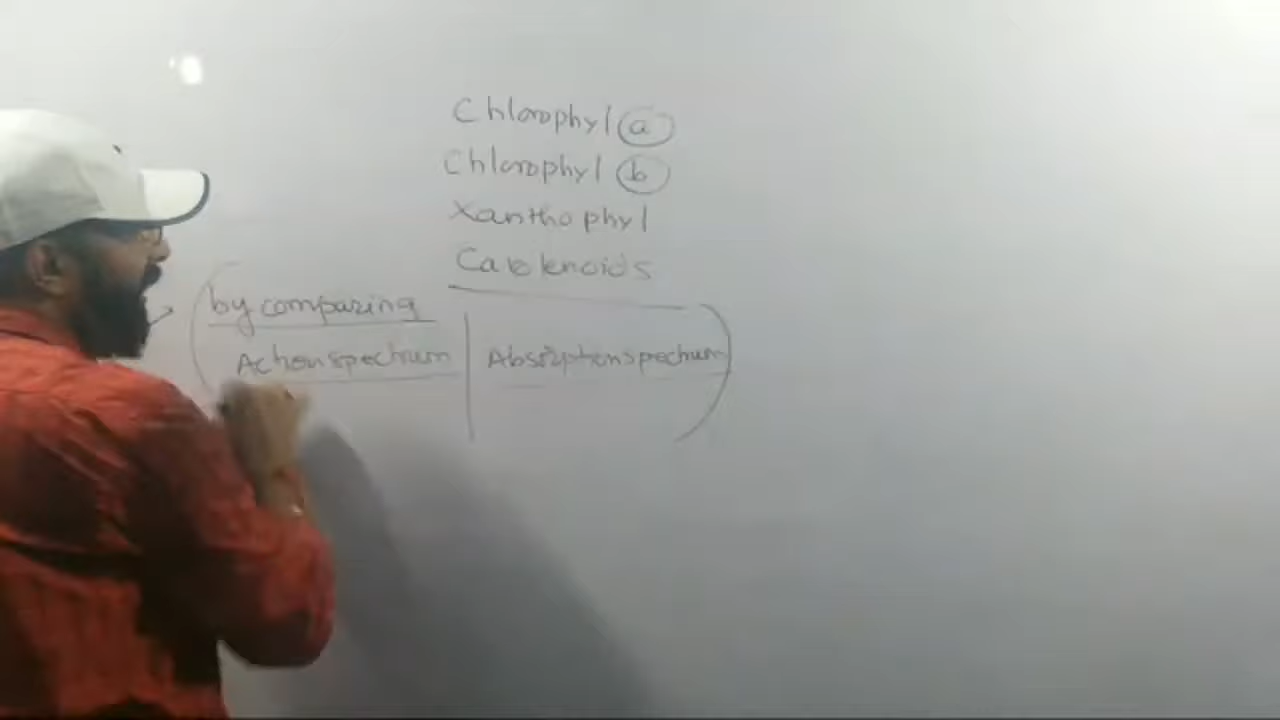 Chlorophyl a
Chlorophyl b
Xanthophyl
Carotenoids
by comparing
Action spectrum | Absorption spectrum